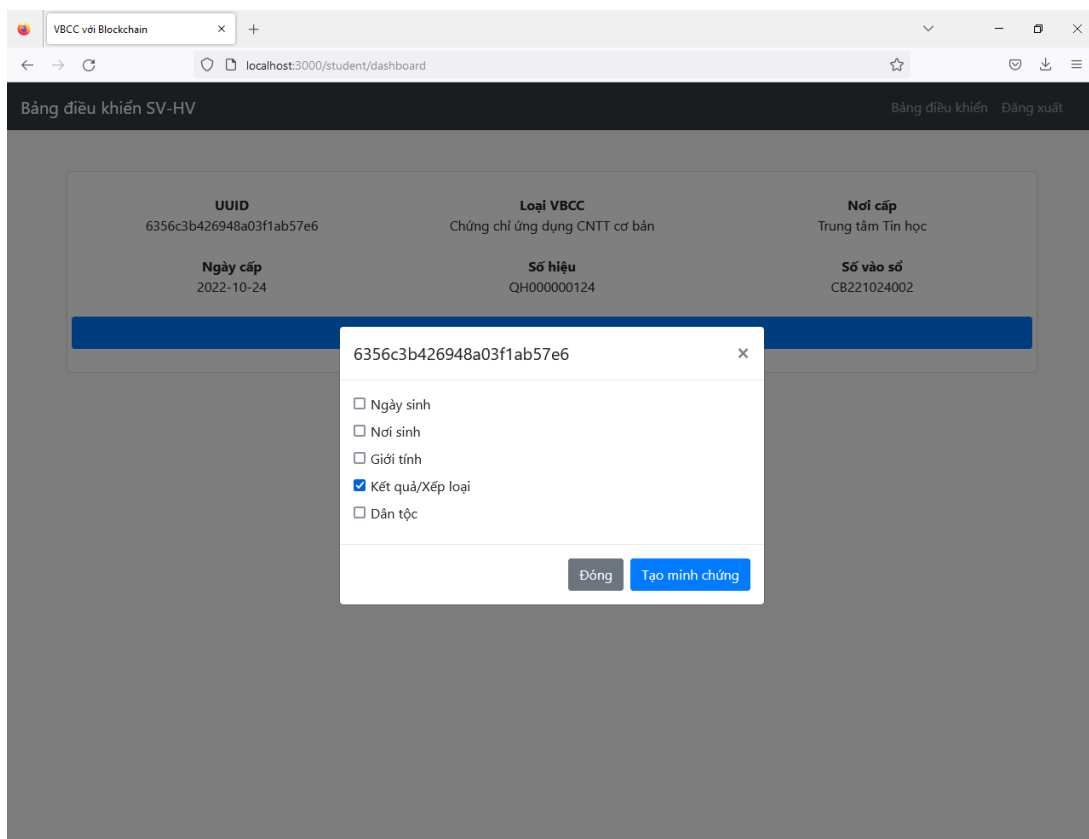 VBCC với Blockchain
localhost:3000/student/dashboard
Bảng điều khiển SV-HV
Bảng điều khiển Đăng xuất
UUID Loại VBCC Nơi cấp
6356c3b426948a03f1ab57e6 Chứng chỉ ứng dụng CNTT cơ bản Trung tâm Tin học
Ngày cấp Số hiệu Số vào sổ
2022-10-24 QH000000124 CB221024002
6356c3b426948a03f1ab57e6 ×
Ngày sinh
Nơi sinh
Giới tính
Kết quả/Xếp loại
Dân tộc
Đóng Tạo minh chứng